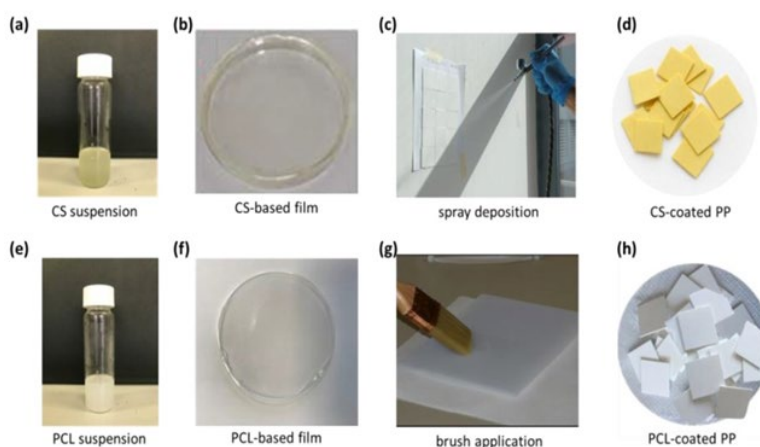 (a) (b) (c) (d)
CS suspension CS-based film spray deposition CS-coated PP
(e) (f) (g) (h)
PCL suspension PCL-based film brush application PCL-coated PP